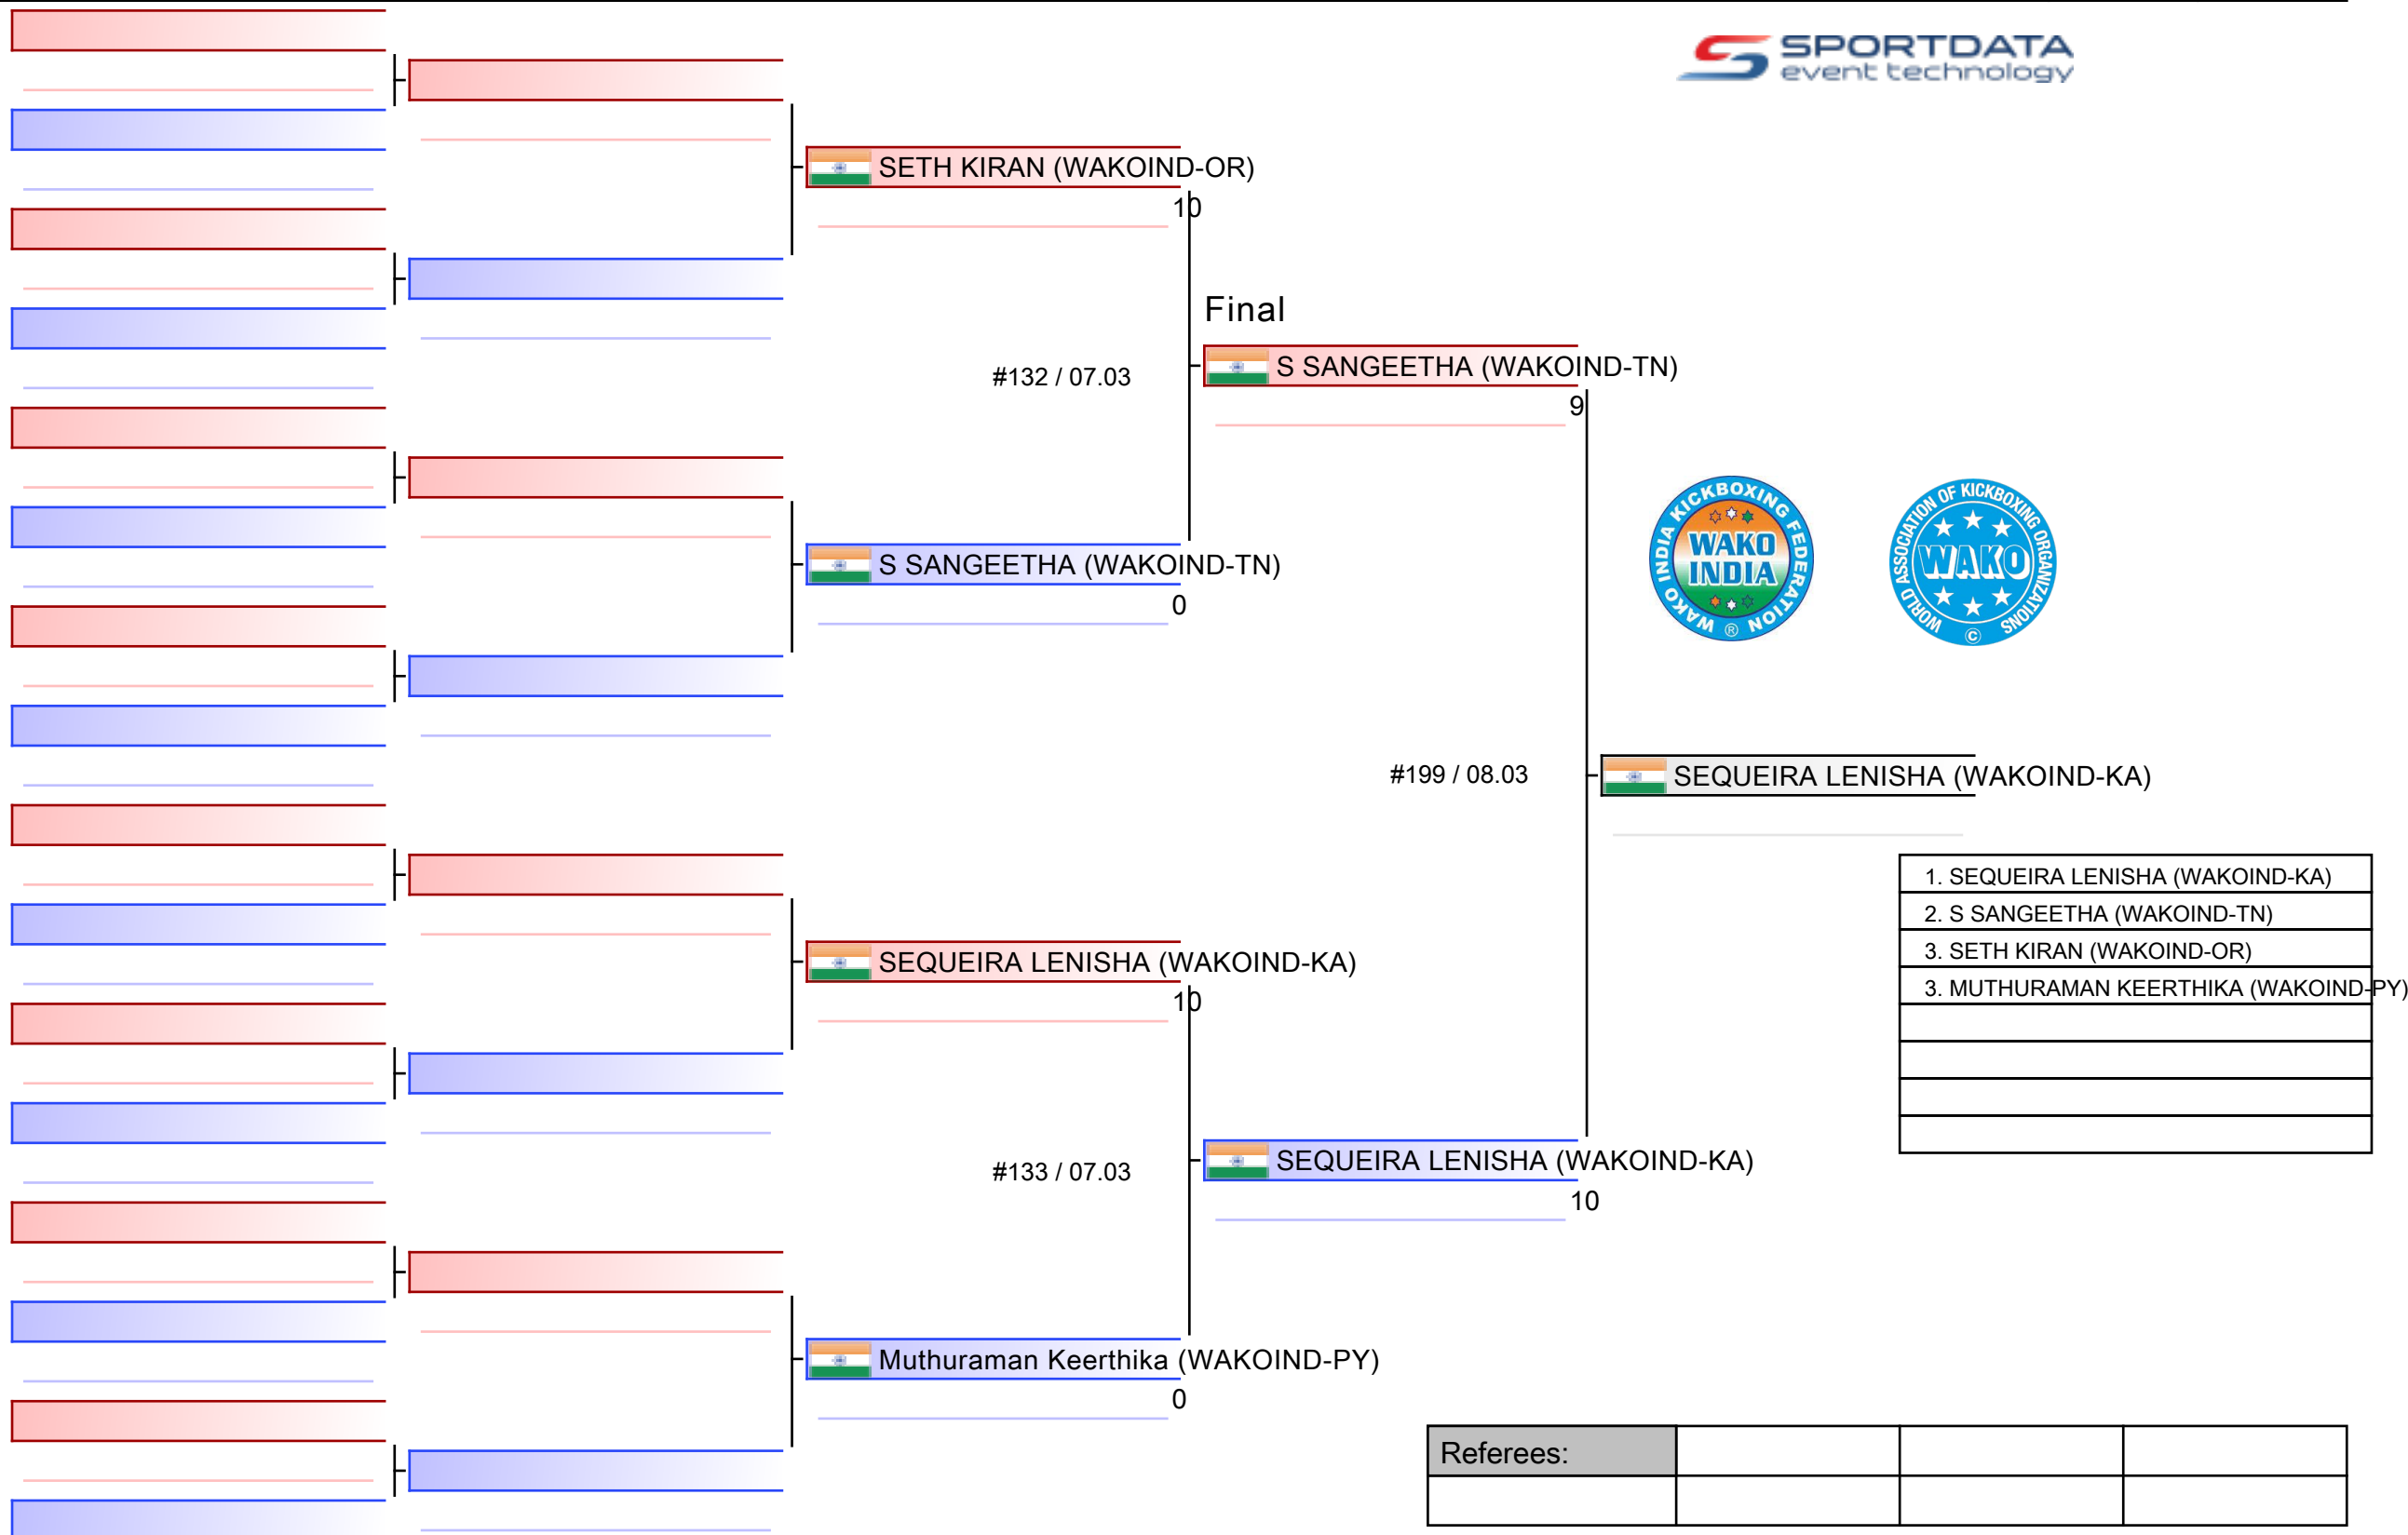 SPORTDATA
event technology
SETH KIRAN (WAKOIND-OR)
10
Final
#132 / 07.03
S SANGEETHA (WAKOIND-TN)
9
S SANGEETHA (WAKOIND-TN)
0
WAKO INDIA KICKBOXING FEDERATION
WAKO
INDIA
®
WORLD ASSOCIATION OF KICKBOXING ORGANIZATIONS
WAKO
©
#199 / 08.03
SEQUEIRA LENISHA (WAKOIND-KA)
1. SEQUEIRA LENISHA (WAKOIND-KA)
2. S SANGEETHA (WAKOIND-TN)
3. SETH KIRAN (WAKOIND-OR)
3. MUTHURAMAN KEERTHIKA (WAKOIND-PY)
SEQUEIRA LENISHA (WAKOIND-KA)
10
#133 / 07.03
SEQUEIRA LENISHA (WAKOIND-KA)
10
Muthuraman Keerthika (WAKOIND-PY)
0
Referees: